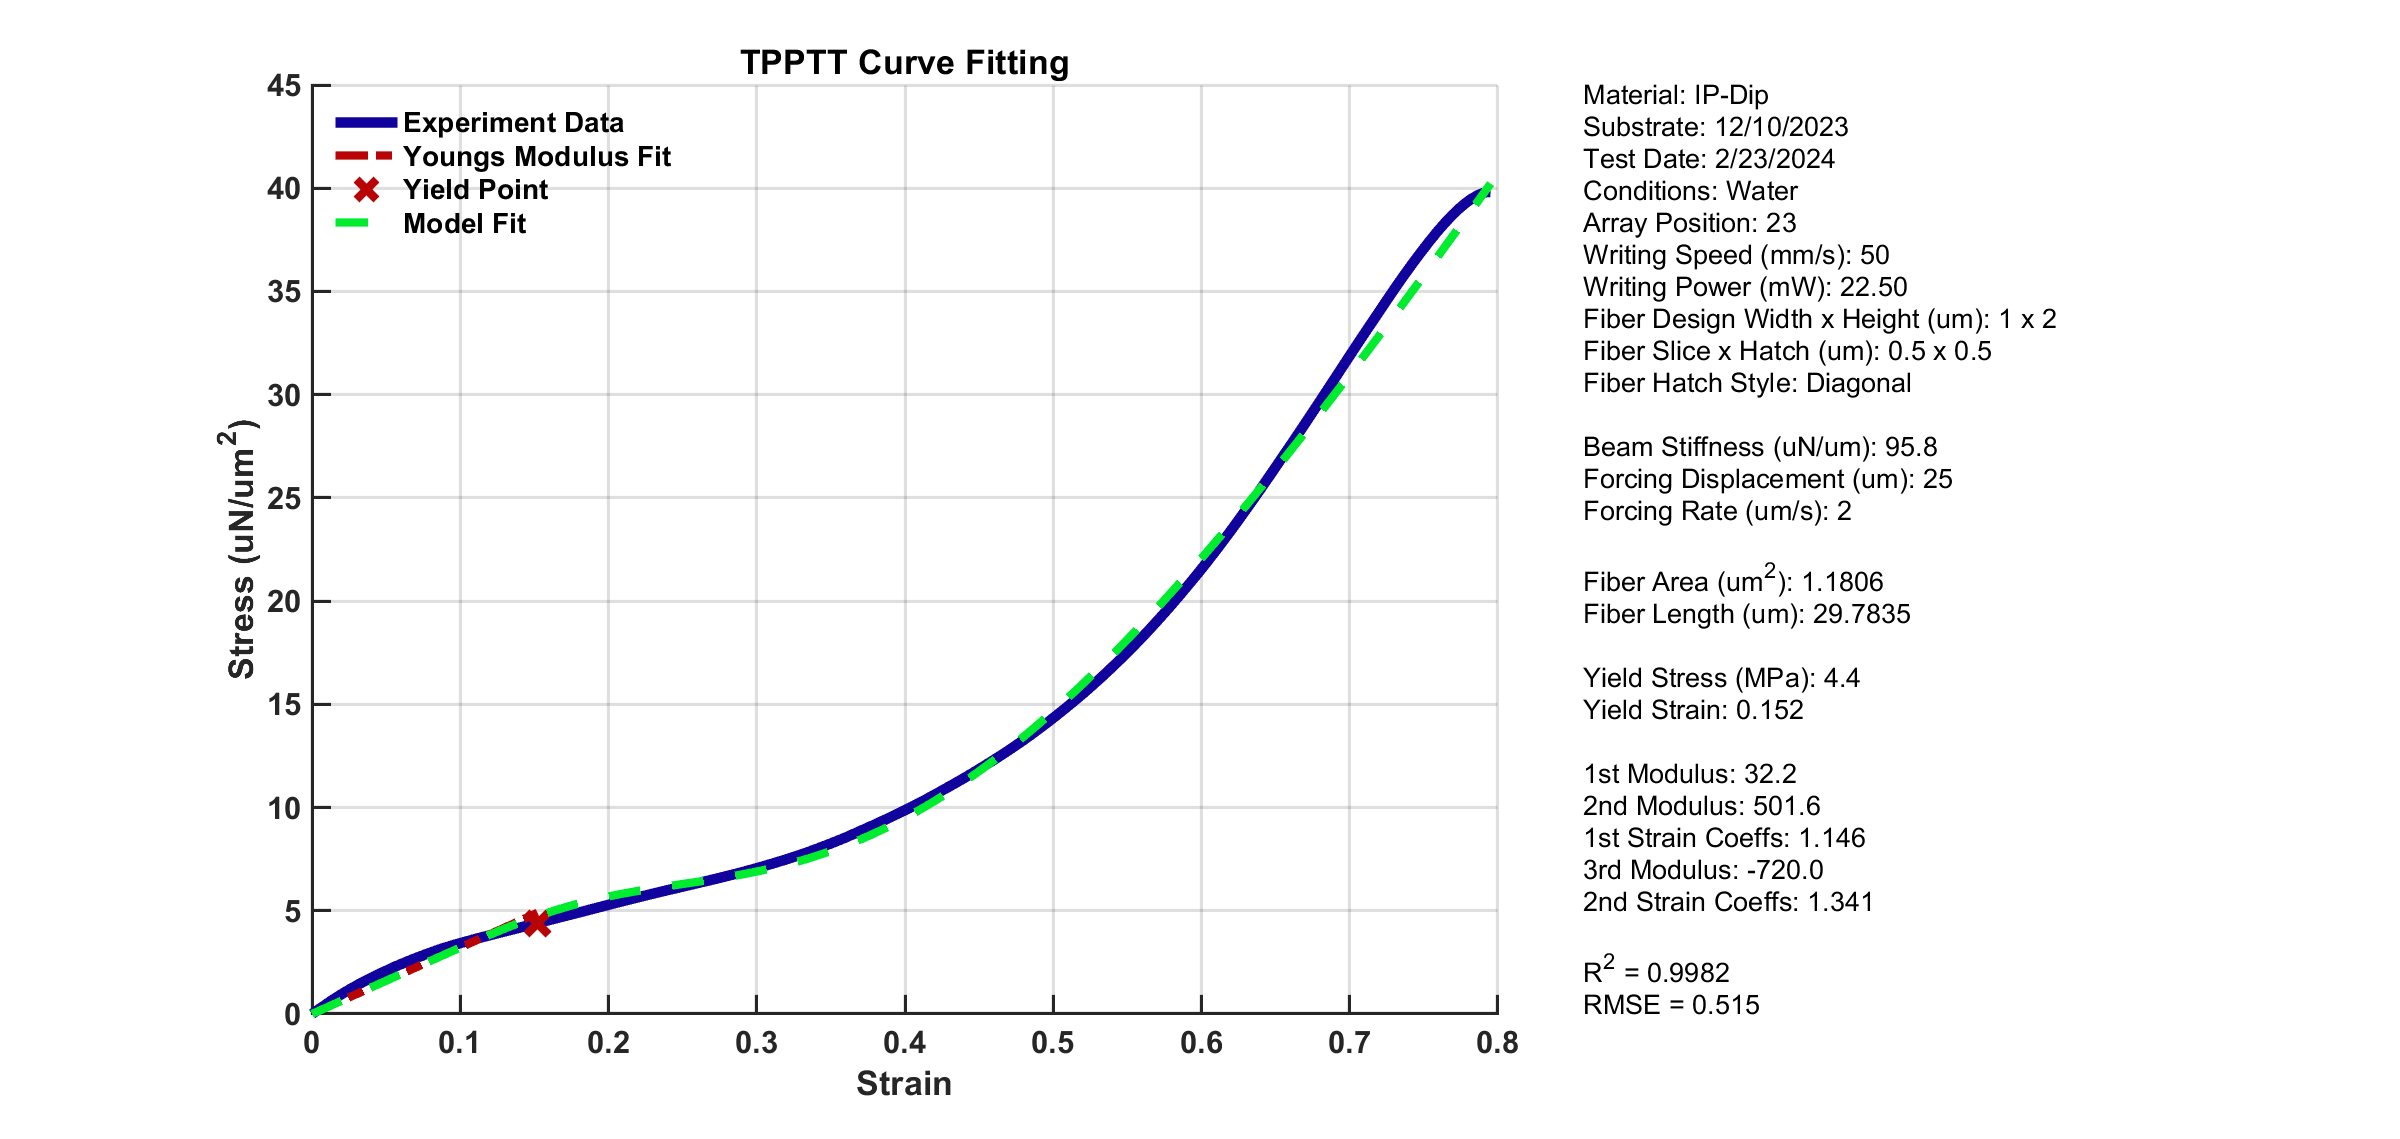 TPPTT Curve Fitting
45
40
35
30
25
20
15
10
5
0
Stress (uN/um²)
Experiment Data
Youngs Modulus Fit
Yield Point
Model Fit
0 0.1 0.2 0.3 0.4 0.5 0.6 0.7 0.8
Strain
Material: IP-Dip
Substrate: 12/10/2023
Test Date: 2/23/2024
Conditions: Water
Array Position: 23
Writing Speed (mm/s): 50
Writing Power (mW): 22.50
Fiber Design Width x Height (um): 1 x 2
Fiber Slice x Hatch (um): 0.5 x 0.5
Fiber Hatch Style: Diagonal
Beam Stiffness (uN/um): 95.8
Forcing Displacement (um): 25
Forcing Rate (um/s): 2
Fiber Area (um²): 1.1806
Fiber Length (um): 29.7835
Yield Stress (MPa): 4.4
Yield Strain: 0.152
1st Modulus: 32.2
2nd Modulus: 501.6
1st Strain Coeffs: 1.146
3rd Modulus: -720.0
2nd Strain Coeffs: 1.341
R² = 0.9982
RMSE = 0.515